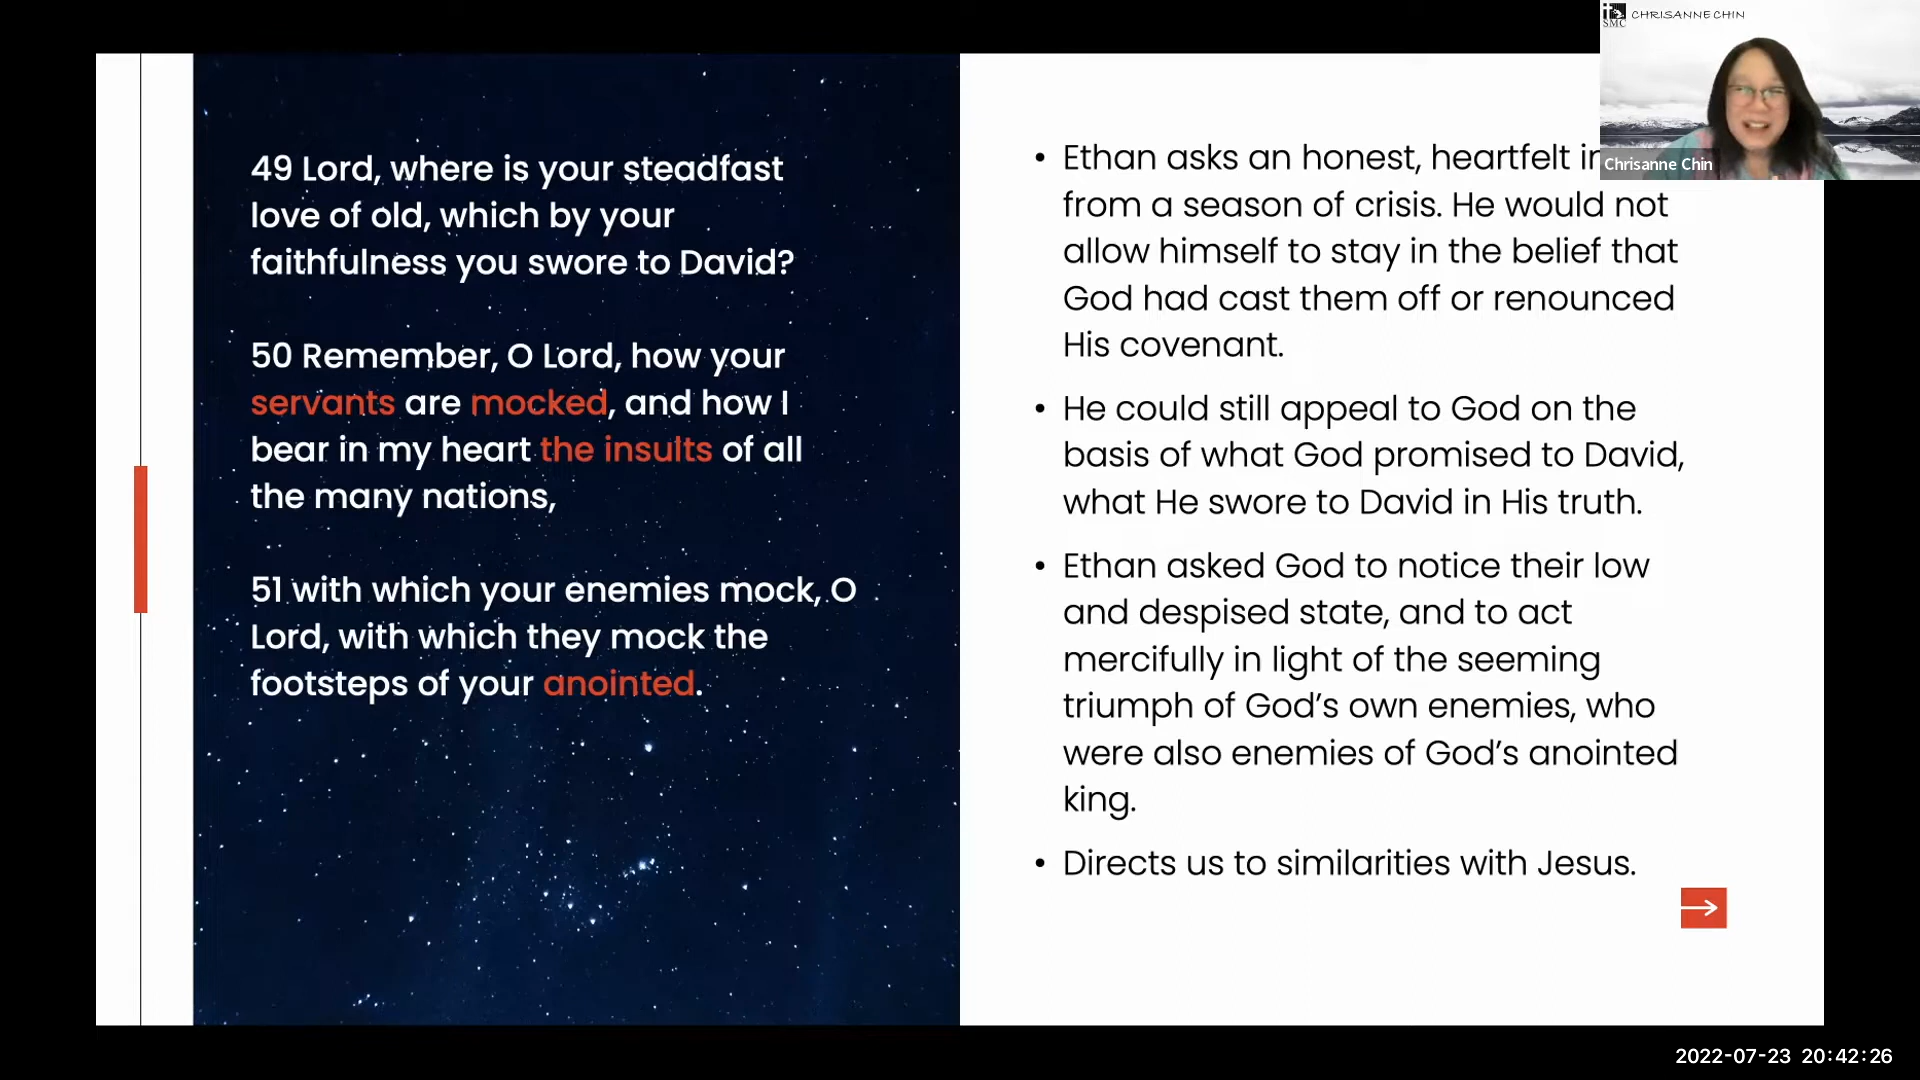 49 Lord, where is your steadfast
love of old, which by your
faithfulness you swore to David?
50 Remember, O Lord, how your
servants are mocked, and how I
bear in my heart the insults of all
the many nations,
51 with which your enemies mock, O
Lord, with which they mock the
footsteps of your anointed.
• Ethan asks an honest, heartfelt
from a season of crisis. He would not
allow himself to stay in the belief that
God had cast them off or renounced
His covenant.
• He could still appeal to God on the
basis of what God promised to David,
what He swore to David in His truth.
• Ethan asked God to notice their low
and despised state, and to act
mercifully in light of the seeming
triumph of God’s own enemies, who
were also enemies of God’s anointed
king.
• Directs us to similarities with Jesus.
SMC
CHRISANNE CHIN
Chrisanne Chin
2022-07-23 20:42:26